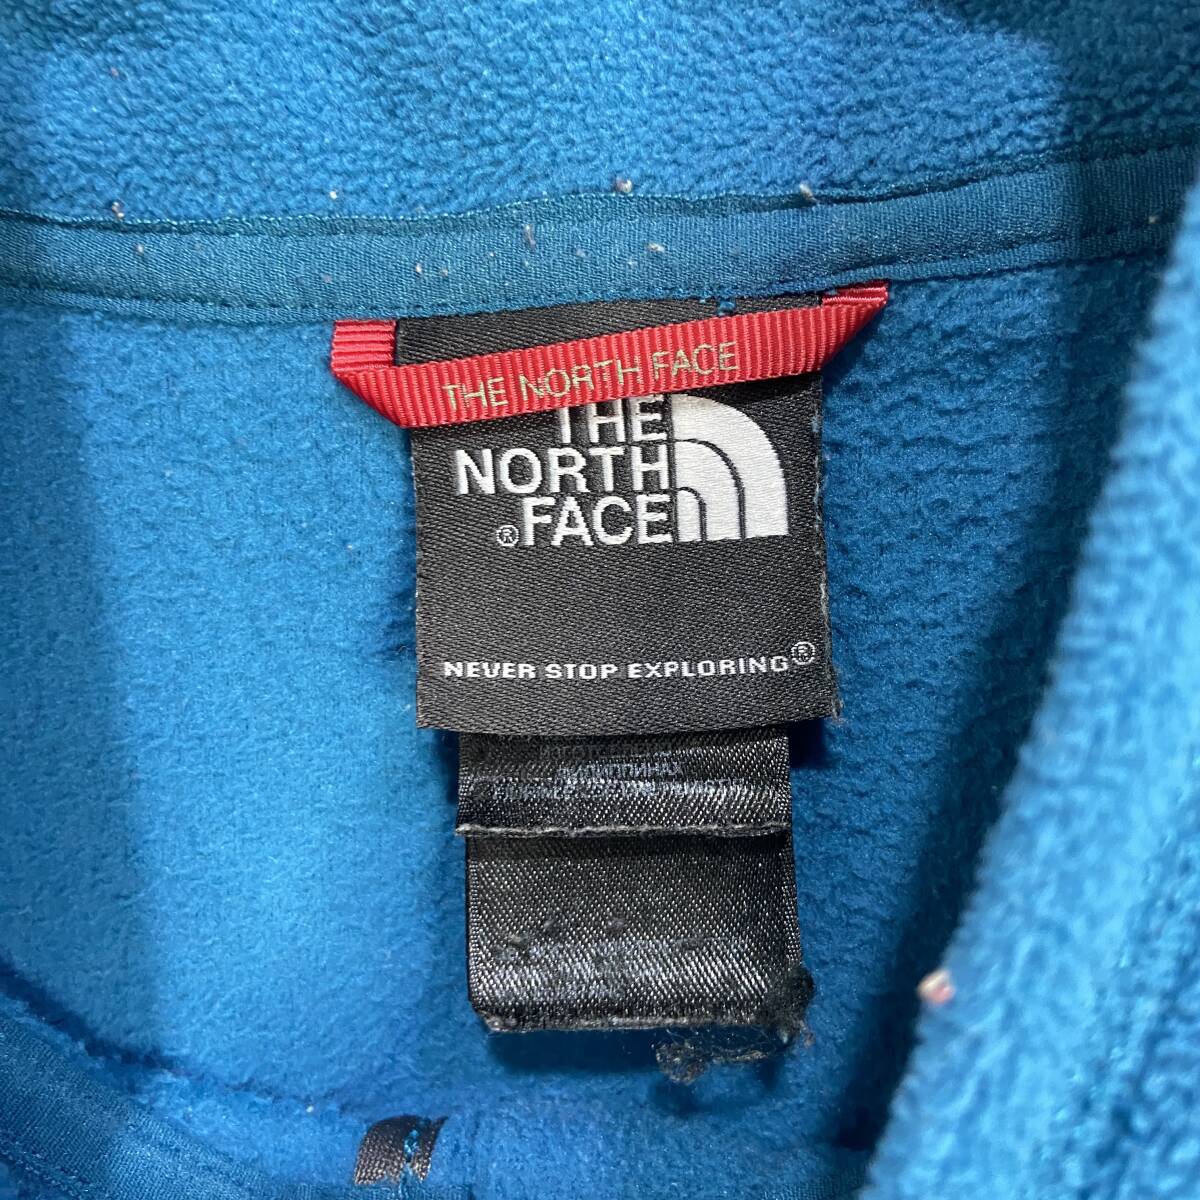 THE NORTH FACE
THE
NORTH
® FACE
NEVER STOP EXPLORING®